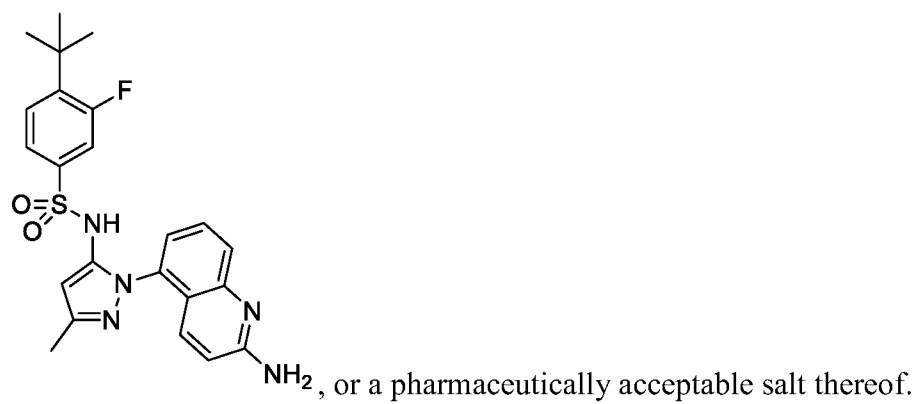 F
O
S
O
NH
N
N
N
NH2, or a pharmaceutically acceptable salt thereof.